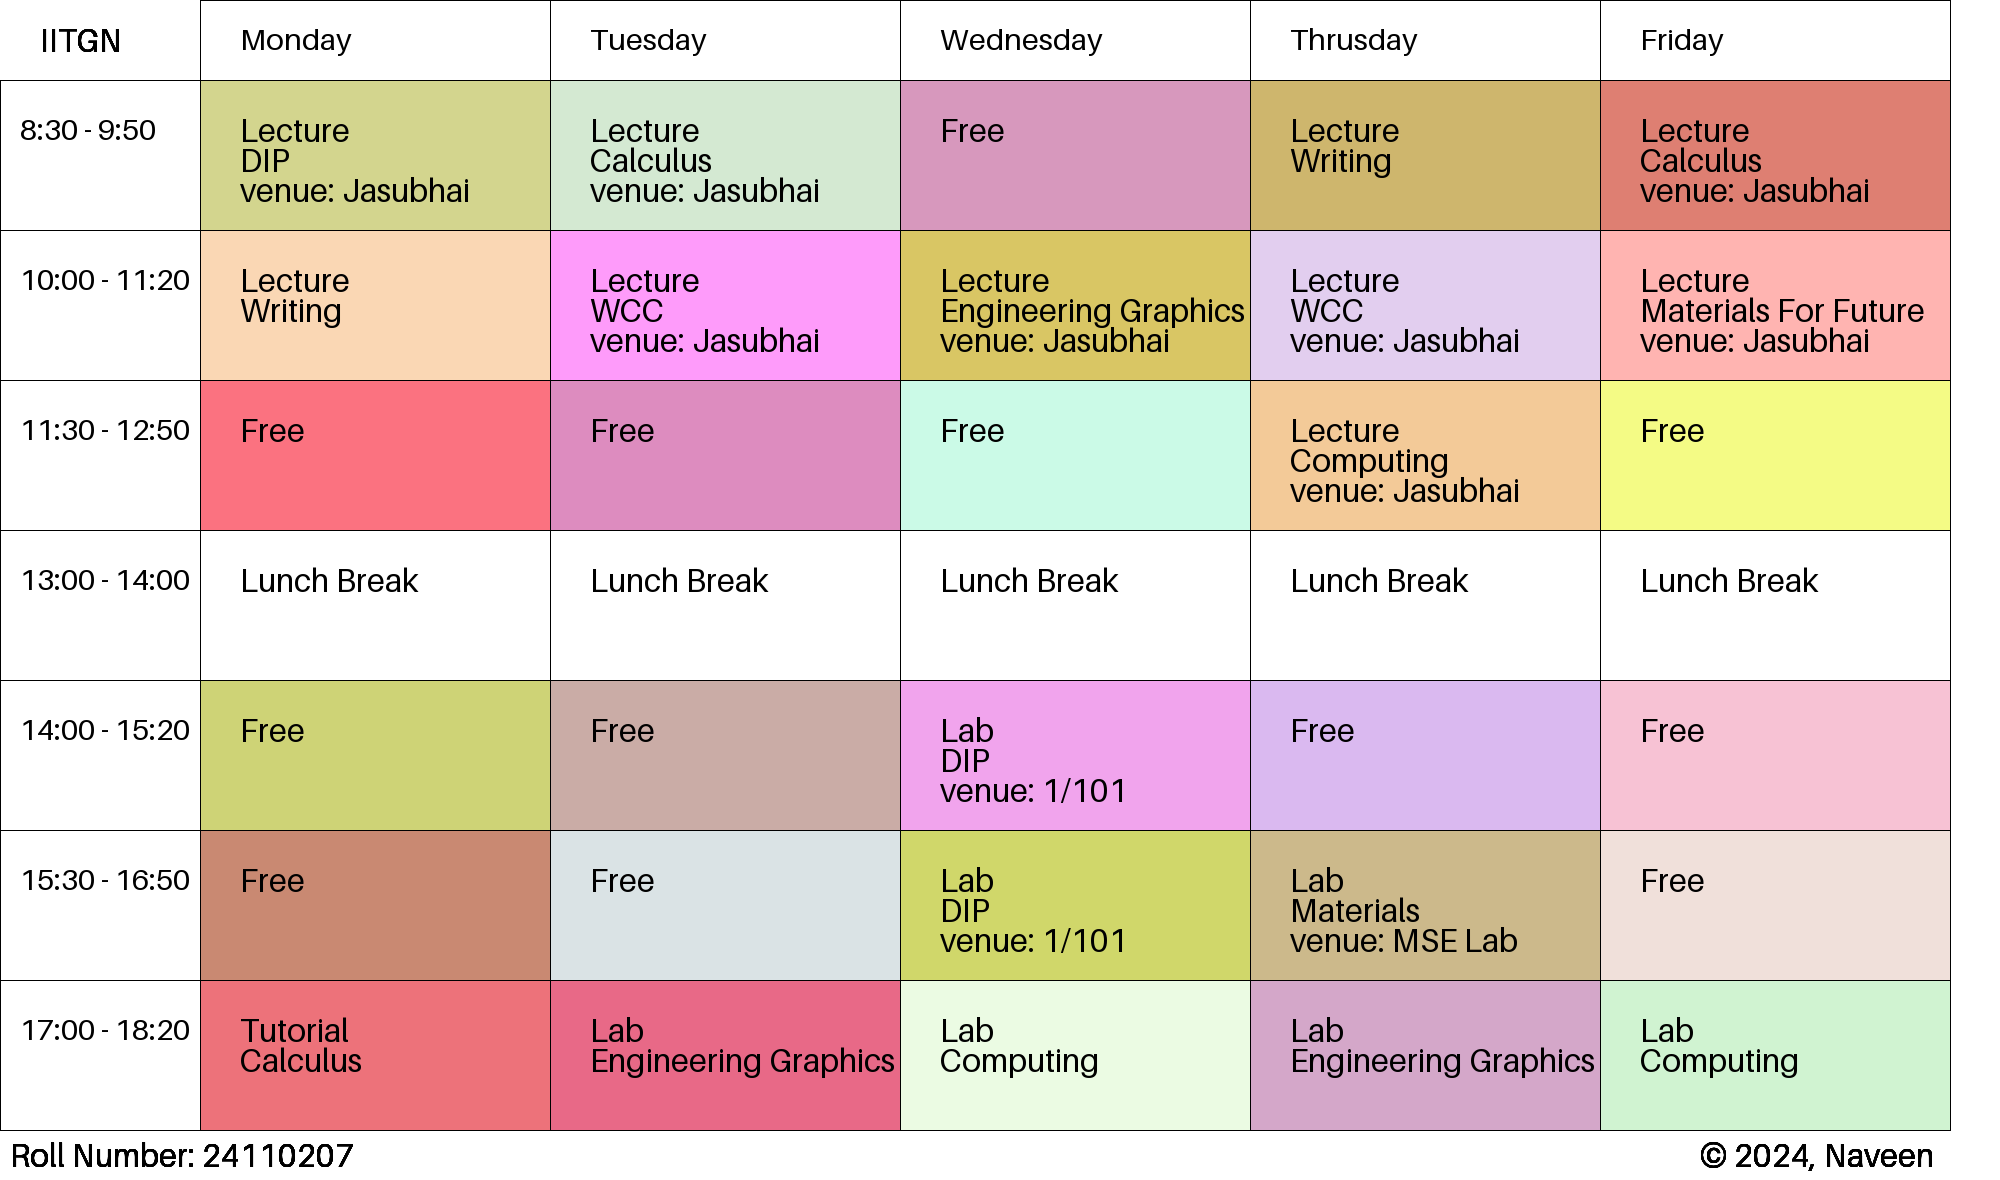 IITGN
Monday
Tuesday
Wednesday
Thrusday
Friday
8:30 - 9:50
Lecture
DIP
venue: Jasubhai
Lecture
Calculus
venue: Jasubhai
Free
Lecture
Writing
Lecture
Calculus
venue: Jasubhai
10:00 - 11:20
Lecture
Writing
Lecture
WCC
venue: Jasubhai
Lecture
Engineering Graphics
venue: Jasubhai
Lecture
WCC
venue: Jasubhai
Lecture
Materials For Future
venue: Jasubhai
11:30 - 12:50
Free
Free
Free
Lecture
Computing
venue: Jasubhai
Free
13:00 - 14:00
Lunch Break
Lunch Break
Lunch Break
Lunch Break
Lunch Break
14:00 - 15:20
Free
Free
Lab
DIP
venue: 1/101
Free
Free
15:30 - 16:50
Free
Free
Lab
DIP
venue: 1/101
Lab
Materials
venue: MSE Lab
Free
17:00 - 18:20
Tutorial
Calculus
Lab
Engineering Graphics
Lab
Computing
Lab
Engineering Graphics
Lab
Computing
Roll Number: 24110207
© 2024, Naveen